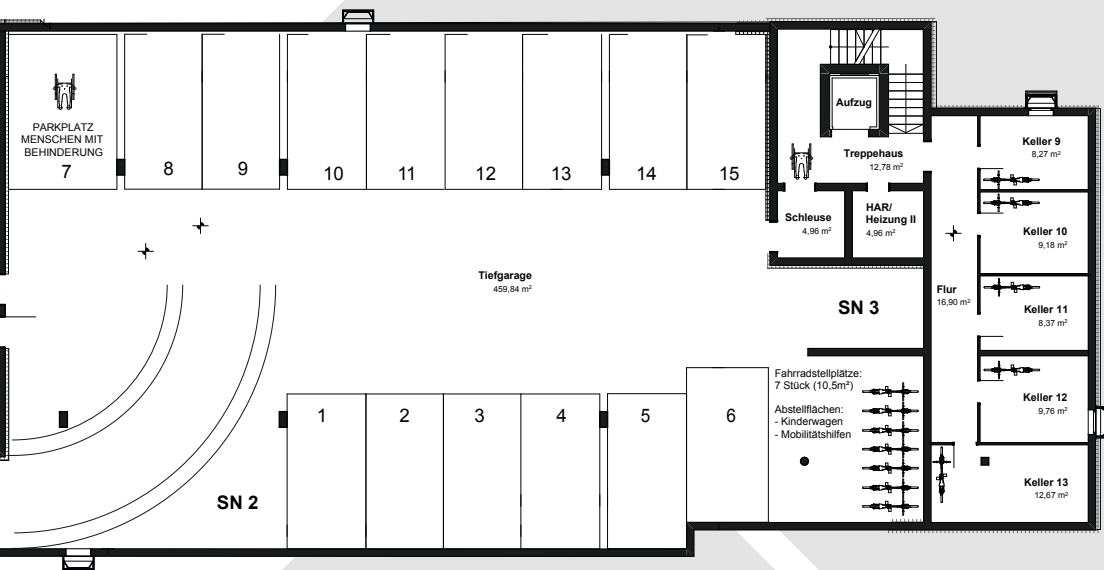 PARKPLATZ
MENSCHEN MIT
BEHINDERUNG
7
8
9
10
11
12
13
14
15
Aufzug
Treppehaus
12,78 m²
Schleuse
4,96 m²
HAR/
Heizung II
4,96 m²
Keller 9
8,27 m²
Keller 10
9,18 m²
Flur
16,90 m²
Keller 11
8,37 m²
Keller 12
9,76 m²
Keller 13
12,67 m²
Tiefgarage
459,84 m²
SN 3
Fahrradstellplätze:
7 Stück (10,5m²)
Abstellflächen:
- Kinderwagen
- Mobilitätshilfen
1
2
3
4
5
6
SN 2